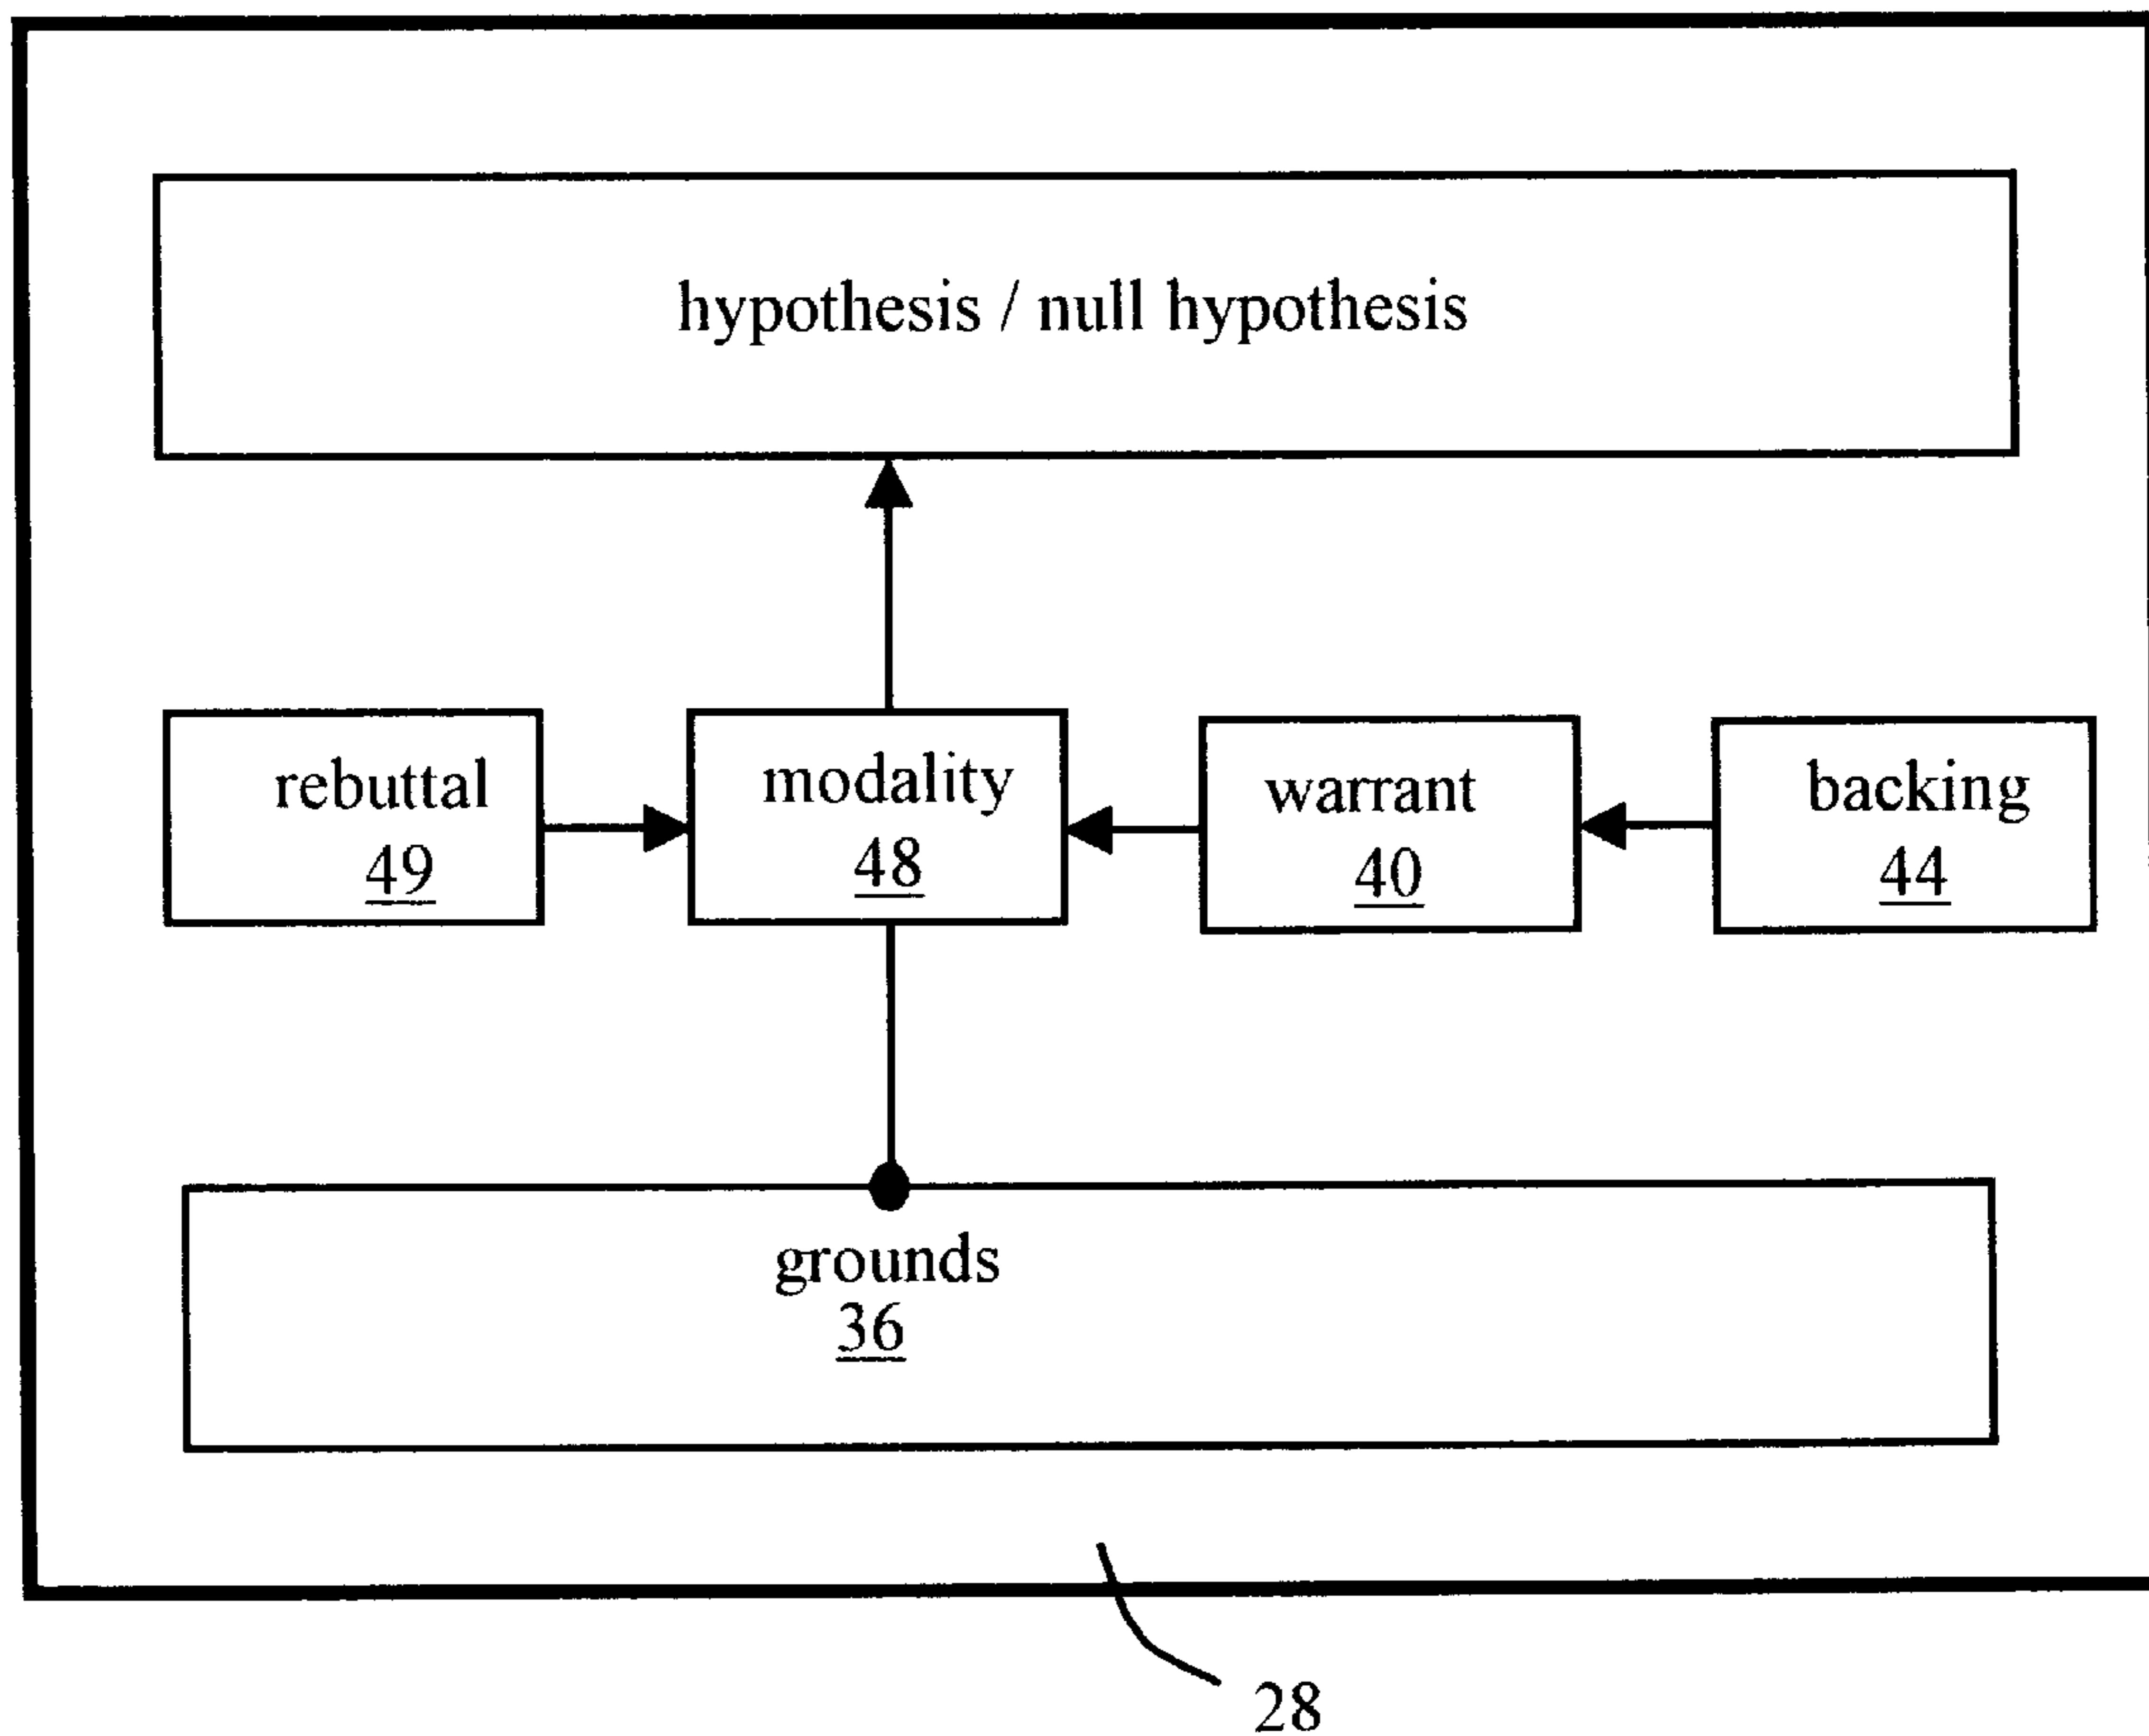 hypothesis / null hypothesis
rebuttal
49
modality
48
warrant
40
backing
44
grounds
36
28